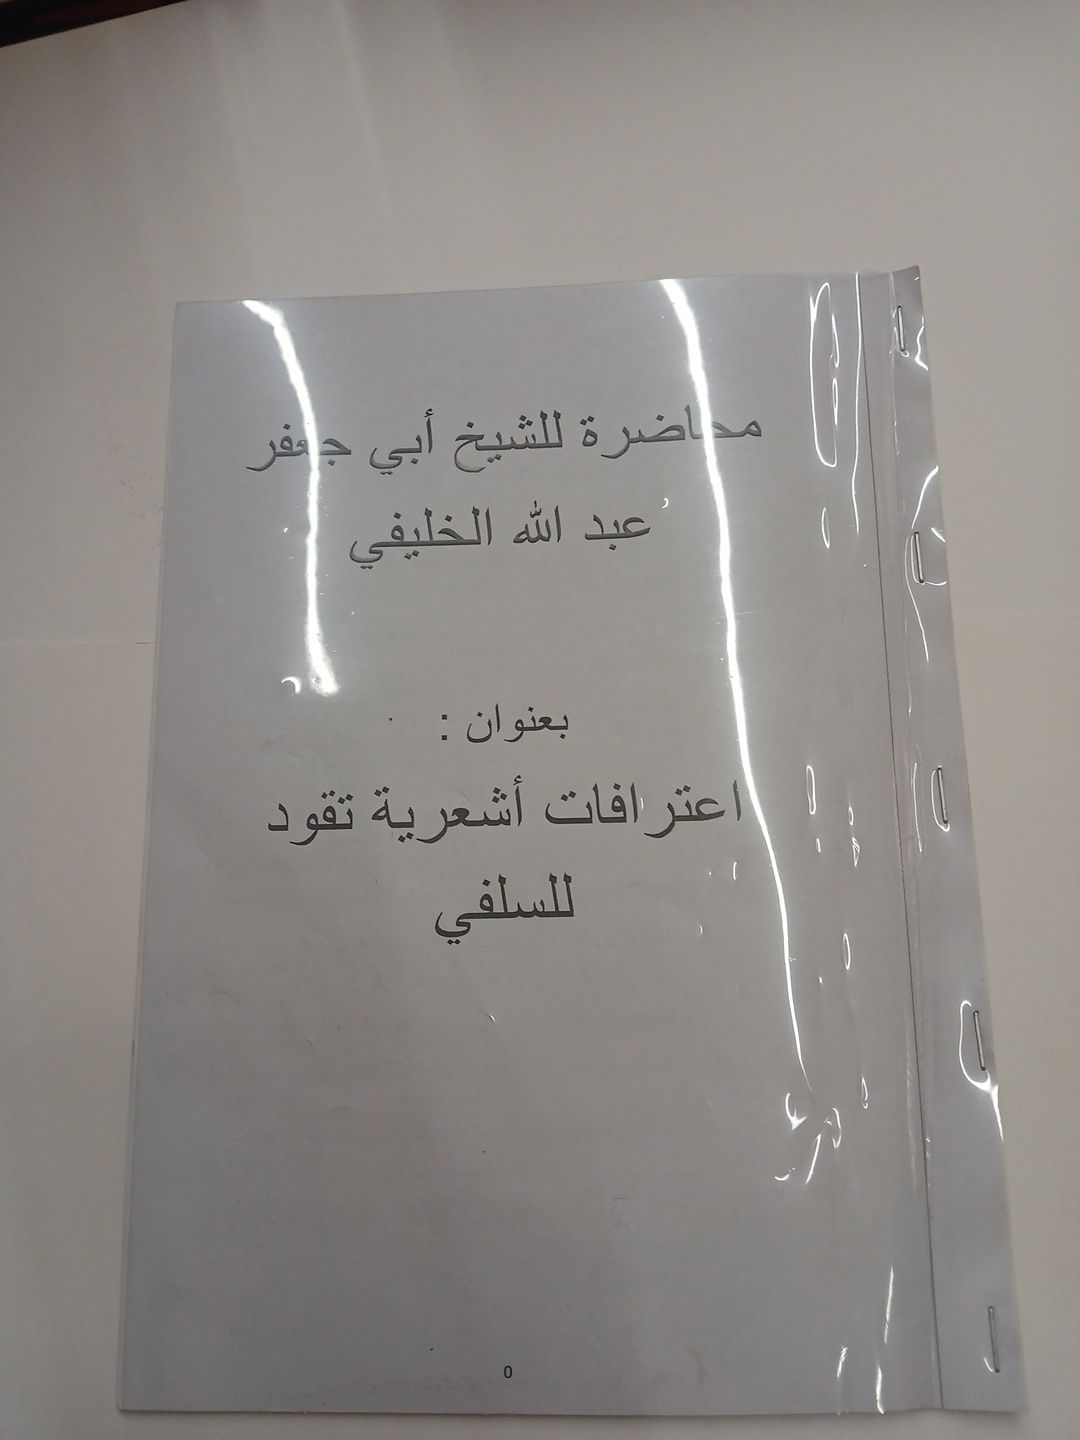 محاضرة للشيخ أبي جعفر
عبد الله الخليفي
بعنوان :
اعترافات أشعرية تقود
للسلفي
0